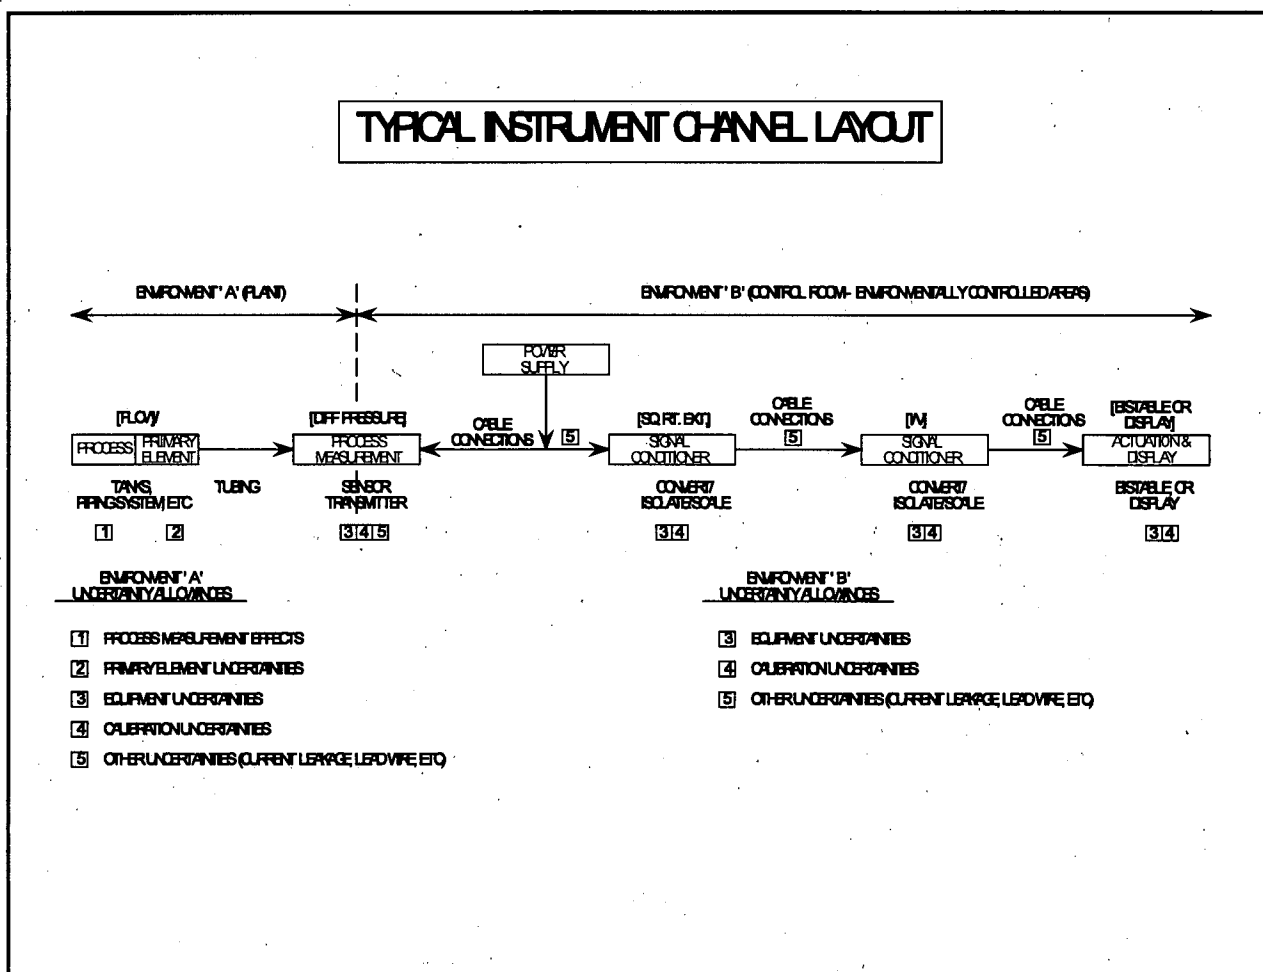 TYPICAL INSTRUMENT CHANNEL LAYOUT
ENVIRONMENT 'A' (PLANT)
ENVIRONMENT 'B' (CONTROL ROOM - ENVIRONMENTALLY CONTROLLED AREAS)
POWER
SUPPLY
[FLOW]
[DIFF PRESSURE]
CABLE
CONNECTIONS
5
[SQ. RT. EXT.]
CABLE
CONNECTIONS
5
[I/V]
CABLE
CONNECTIONS
5
[BISTABLE OR
DISPLAY]
PROCESS
PRIMARY
ELEMENT
PROCESS
MEASUREMENT
SIGNAL
CONDITIONER
SIGNAL
CONDITIONER
ACTUATION &
DISPLAY
TANKS,
PIPING SYSTEM, ETC
TUBING
SENSOR
TRANSMITTER
CONVERT/
ISOLATE/SCALE
CONVERT/
ISOLATE/SCALE
BISTABLE, OR
DISPLAY
1 2 3 4 5 3 4 3 4 3 4
ENVIRONMENT 'A'
UNCERTAINTY ALLOWANCES
1 PROCESS MEASUREMENT EFFECTS
2 PRIMARY ELEMENT UNCERTAINTIES
3 EQUIPMENT UNCERTAINTIES
4 CALIBRATION UNCERTAINTIES
5 OTHER UNCERTAINTIES (CURRENT LEAKAGE, LEAD WIRE, ETC)
ENVIRONMENT 'B'
UNCERTAINTY ALLOWANCES
3 EQUIPMENT UNCERTAINTIES
4 CALIBRATION UNCERTAINTIES
5 OTHER UNCERTAINTIES (CURRENT LEAKAGE, LEAD WIRE, ETC)